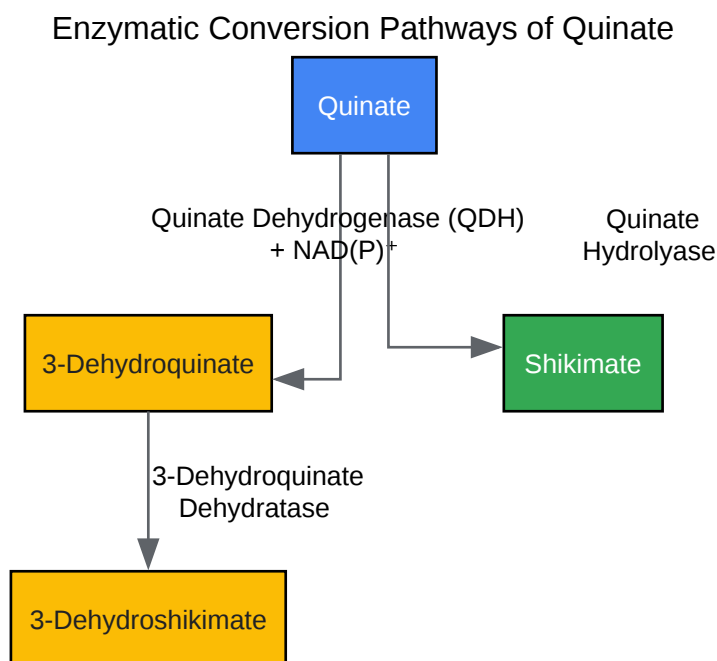 Enzymatic Conversion Pathways of Quinate
Quinate
Quinate Dehydrogenase (QDH)
+ NAD(P)⁺
Quinate
Hydrolyase
3-Dehydroquinate
Shikimate
3-Dehydroquinate
Dehydratase
3-Dehydroshikimate